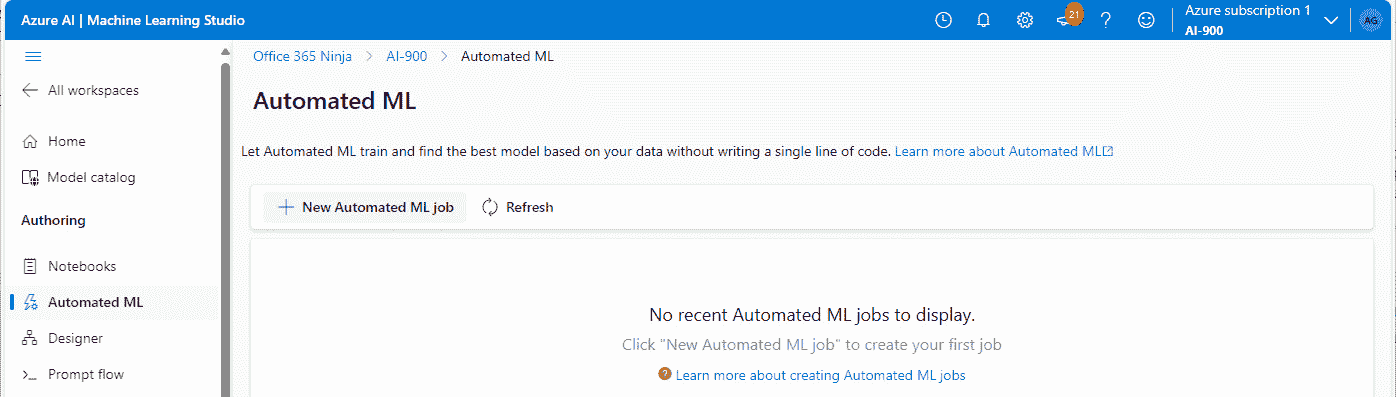 Azure AI | Machine Learning Studio
21
Azure subscription 1
AI-900
AG
All workspaces
Home
Model catalog
Authoring
Notebooks
Automated ML
Designer
Prompt flow
Office 365 Ninja > AI-900 > Automated ML
Automated ML
Let Automated ML train and find the best model based on your data without writing a single line of code. Learn more about Automated ML
New Automated ML job Refresh
No recent Automated ML jobs to display.
Click "New Automated ML job" to create your first job
Learn more about creating Automated ML jobs